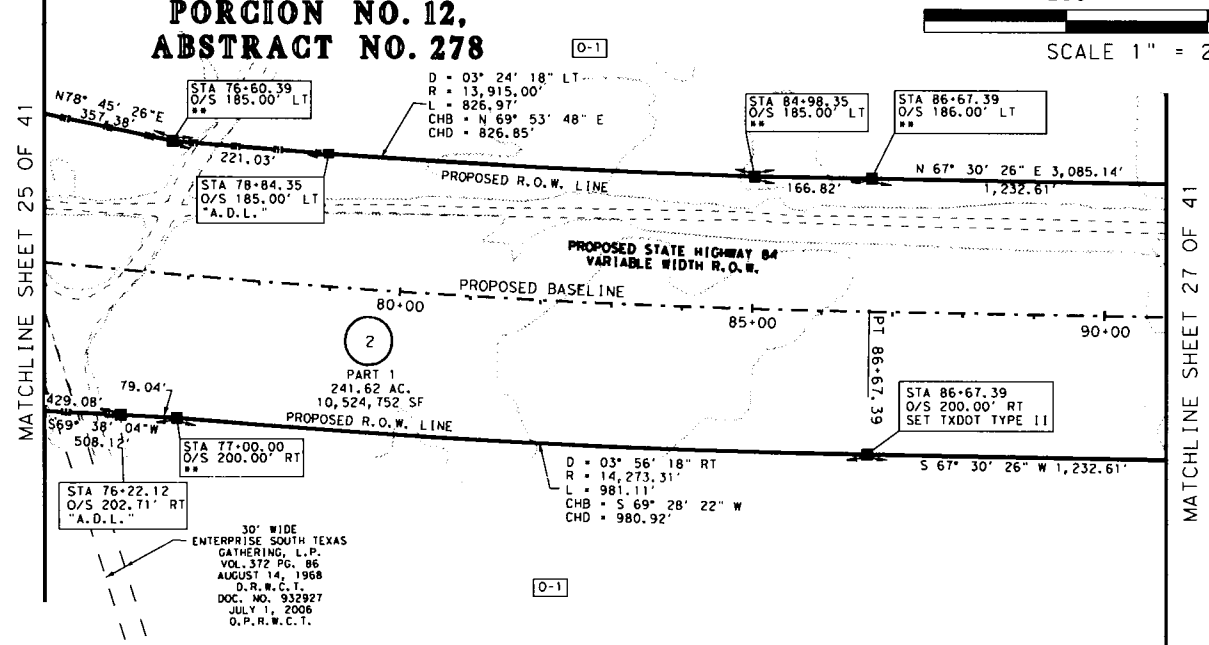 PORCION NO. 12,
ABSTRACT NO. 278
O-1
SCALE 1" = 2
MATCHLINE SHEET 25 OF 41
N78° 45' 26"E
357.38'
STA 76+60.39
O/S 185.00' LT
**
221.03'
STA 78+84.35
O/S 185.00' LT
"A.D.L."
D = 03° 24' 18" LT
R = 13,915.00'
L = 826.97'
CHB = N 69° 53' 48" E
CHD = 826.85'
PROPOSED R.O.W. LINE
STA 84+98.35
O/S 185.00' LT
**
STA 86+67.39
O/S 186.00' LT
**
166.82'
N 67° 30' 26" E 3,085.14'
1,232.61'
PROPOSED STATE HIGHWAY 84
VARIABLE WIDTH R.O.W.
PROPOSED BASELINE
80+00
85+00
90+00
PT 86+67.39
2
PART 1
241.62 AC.
10,524,752 SF
PROPOSED R.O.W. LINE
79.04'
429.08'
S69° 38' 04"W
508.12'
STA 77+00.00
O/S 200.00' RT
**
STA 76+22.12
O/S 202.71' RT
"A.D.L."
STA 86+67.39
O/S 200.00' RT
SET TXDOT TYPE II
S 67° 30' 26" W 1,232.61'
D = 03° 56' 18" RT
R = 14,273.31'
L = 981.11'
CHB = S 69° 28' 22" W
CHD = 980.92'
30' WIDE
ENTERPRISE SOUTH TEXAS
GATHERING, L.P.
VOL.372 PG. 86
AUGUST 14, 1968
D.R.W.C.T.
DOC. NO. 932927
JULY 1, 2006
O.P.R.W.C.T.
O-1
MATCHLINE SHEET 27 OF 41